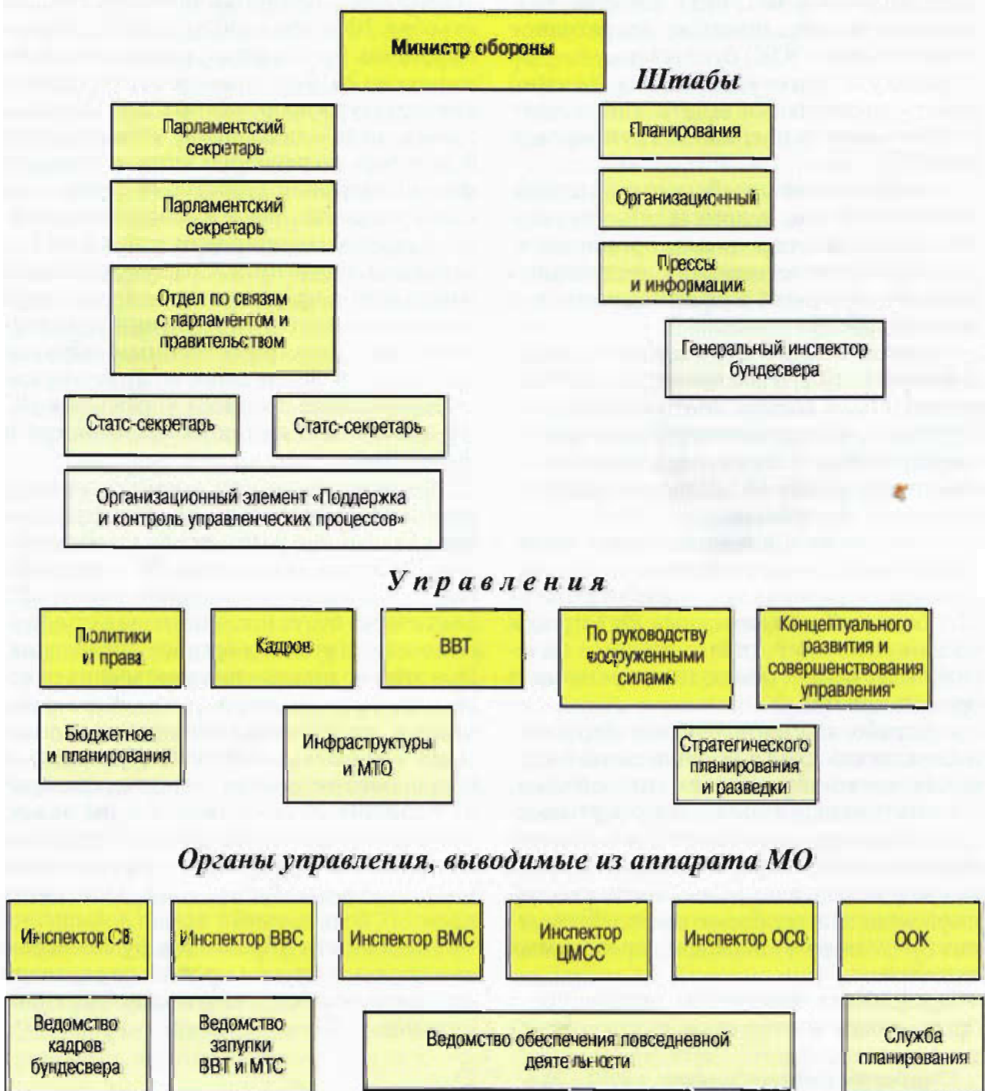 Министр обороны
Штабы
Парламентский
секретарь
Планирования
Парламентский
секретарь
Организационный
Отдел по связям
с парламентом и
правительством
Прессы
и информации
Генеральный инспектор
бундесвера
Статс-секретарь
Статс-секретарь
Организационный элемент «Поддержка
и контроль управленческих процессов»
Управления
Политики
и права
Кадров
ВВТ
По руководству
вооруженными
силами
Концептуального
развития и
совершенствования
управления
Бюджетное
и планирования
Инфраструктуры
и МТО
Стратегического
планирования
и разведки
Органы управления, выводимые из аппарата МО
Инспектор СВ
Инспектор ВВС
Инспектор ВМС
Инспектор
ЦМСС
Инспектор ОСО
ООК
Ведомство
кадров
бундесвера
Ведомство
запупки
ВВТ и МТС
Ведомство обеспечения повседневной
деятельности
Служба
планирования